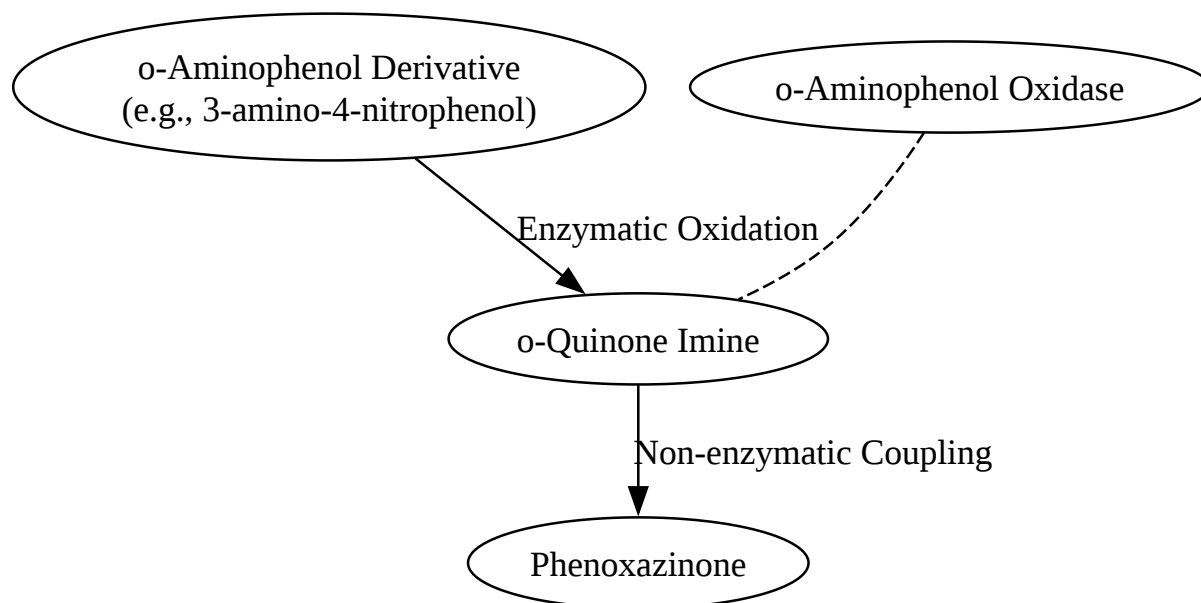 o-Aminophenol Derivative
(e.g., 3-amino-4-nitrophenol)
o-Aminophenol Oxidase
Enzymatic Oxidation
o-Quinone Imine
Non-enzymatic Coupling
Phenoxazinone